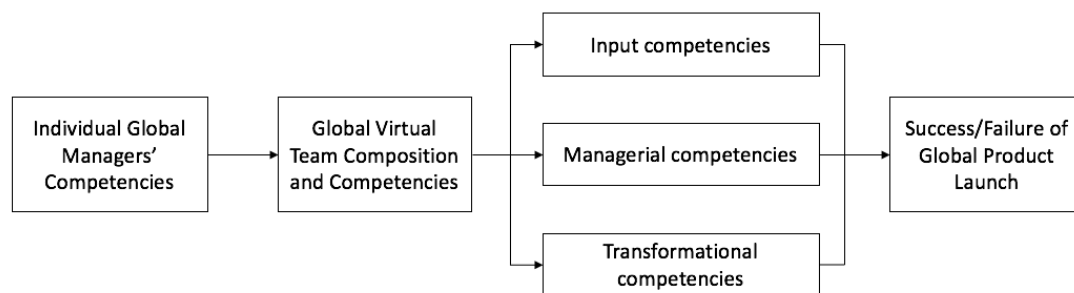 Individual Global
Managers'
Competencies
Global Virtual
Team Composition
and Competencies
Input competencies
Managerial competencies
Transformational
competencies
Success/Failure of
Global Product
Launch